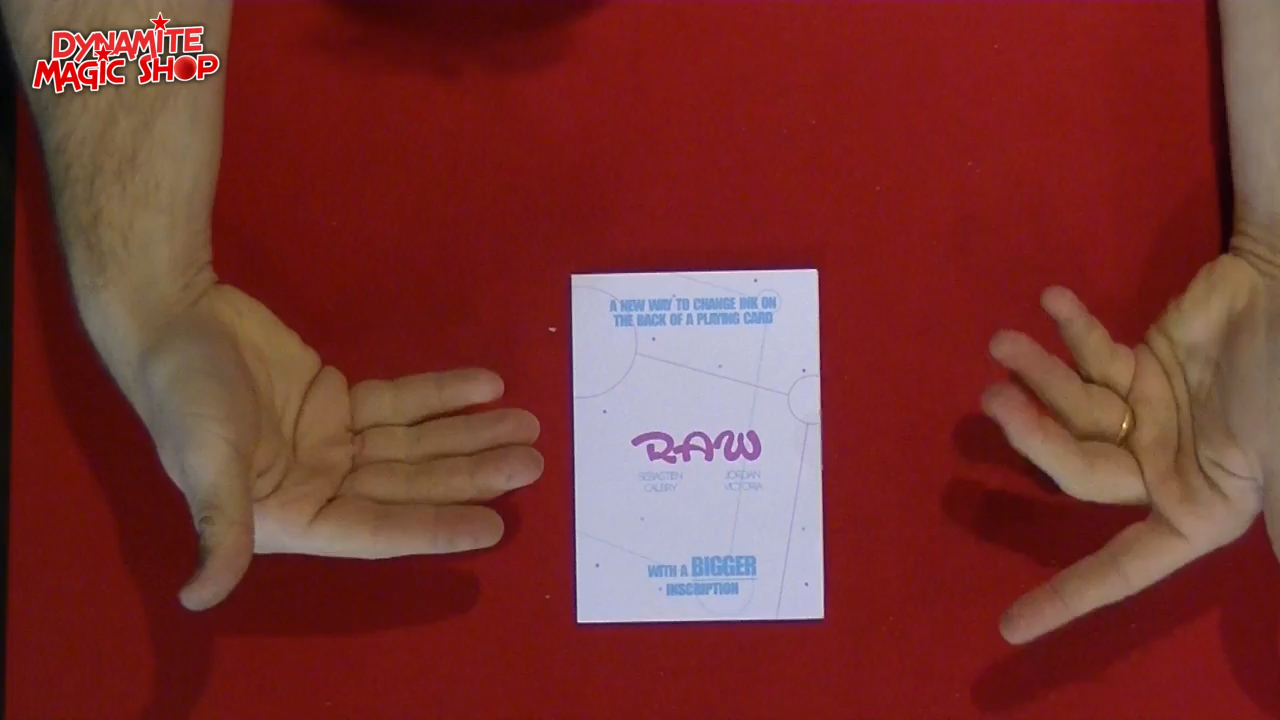 DYNAMITE
MAGIC SHOP
A NEW WAY TO CHANGE INK ON
THE BACK OF A PLAYING CARD
RAW
SEBASTIEN JORDAN
CALBRY VICTORIA
WITH A BIGGER
INSCRIPTION